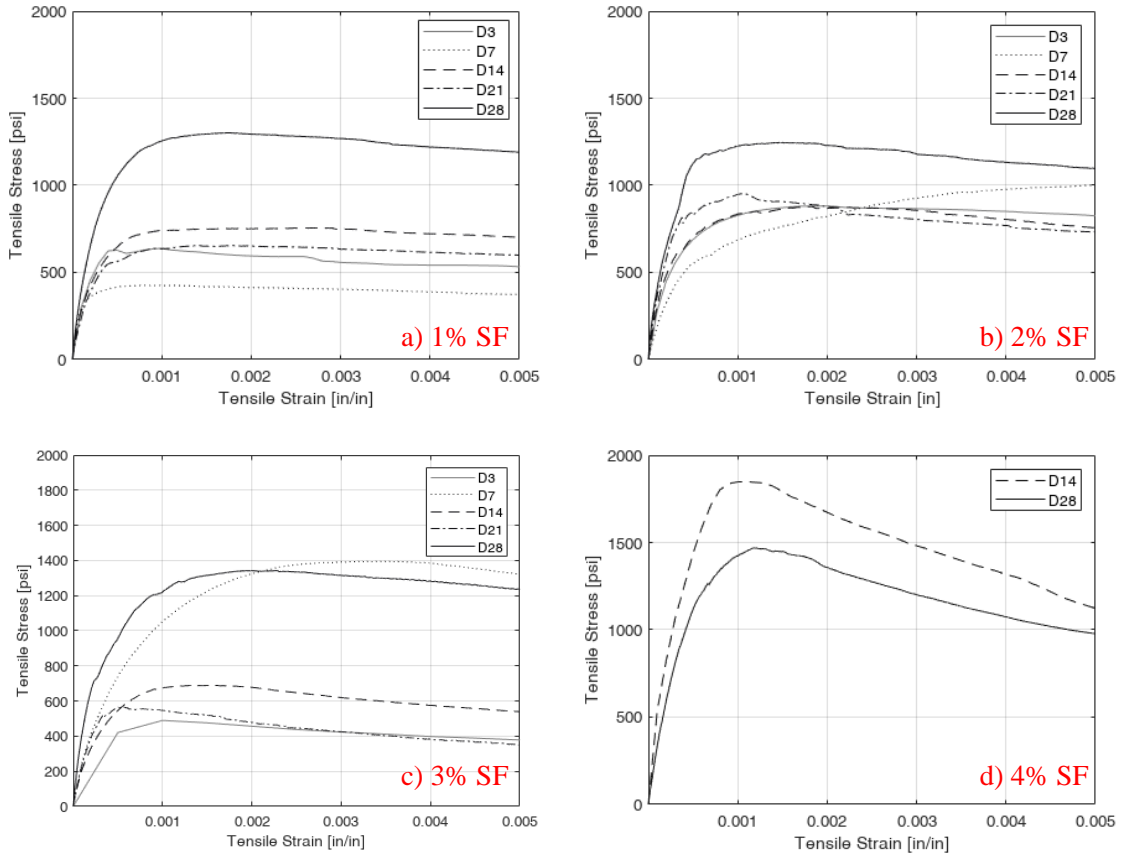 2000
1500
1000
500
0
Tensile Stress [psi]
D3
D7
D14
D21
D28
a) 1% SF
0.001 0.002 0.003 0.004 0.005
Tensile Strain [in/in]
2000
1500
1000
500
0
Tensile Stress [psi]
D3
D7
D14
D21
D28
b) 2% SF
0.001 0.002 0.003 0.004 0.005
Tensile Strain [in]
2000
1800
1600
1400
1200
1000
800
600
400
200
0
Tensile Stress [psi]
D3
D7
D14
D21
D28
c) 3% SF
0.001 0.002 0.003 0.004 0.005
Tensile Strain [in/in]
2000
1500
1000
500
0
Tensile Stress [psi]
D14
D28
d) 4% SF
0.001 0.002 0.003 0.004 0.005
Tensile Strain [in/in]